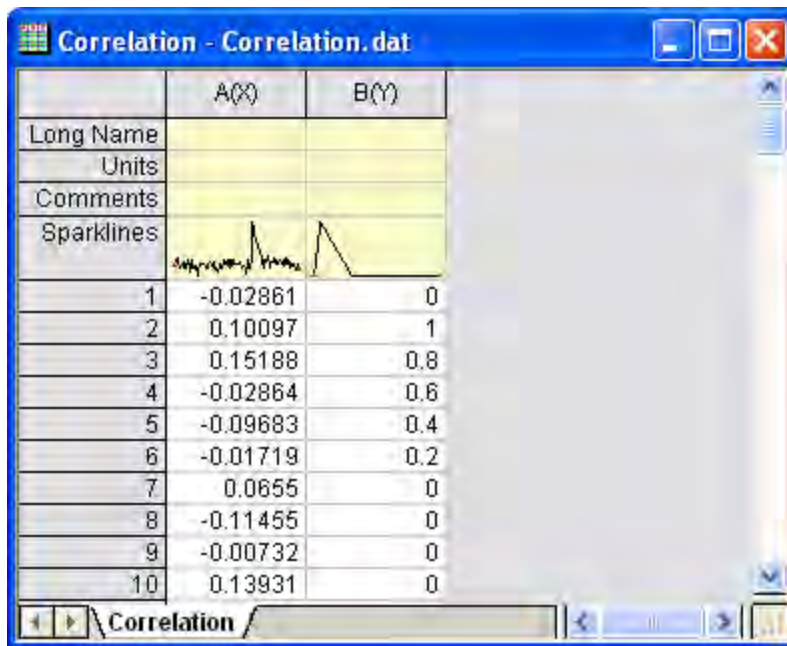 Correlation - Correlation.dat
A(X) B(Y)
Long Name
Units
Comments
Sparklines
1 -0.02861 0
2 0.10097 1
3 0.15188 0.8
4 -0.02864 0.6
5 -0.09683 0.4
6 -0.01719 0.2
7 0.0655 0
8 -0.11455 0
9 -0.00732 0
10 0.13931 0
Correlation